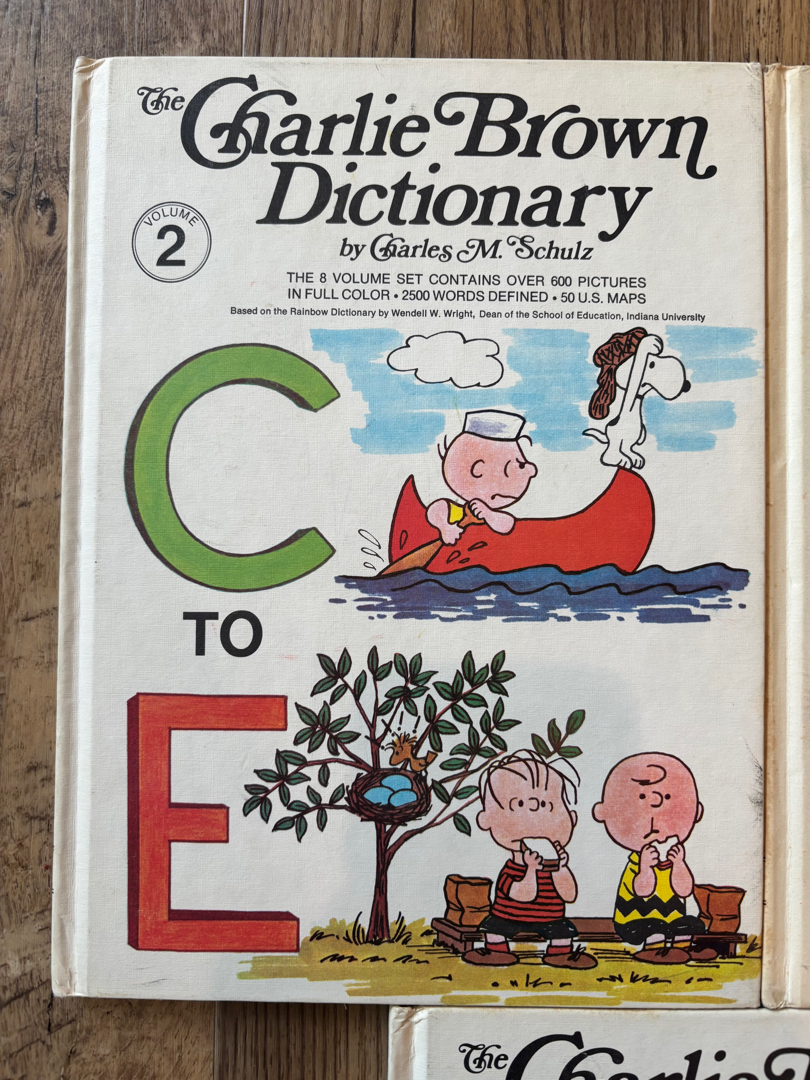 The Charlie Brown
Dictionary
VOLUME
2
by Charles M. Schulz
THE 8 VOLUME SET CONTAINS OVER 600 PICTURES
IN FULL COLOR • 2500 WORDS DEFINED • 50 U.S. MAPS
Based on the Rainbow Dictionary by Wendell W. Wright, Dean of the School of Education, Indiana University
C
TO
E
The Charlie